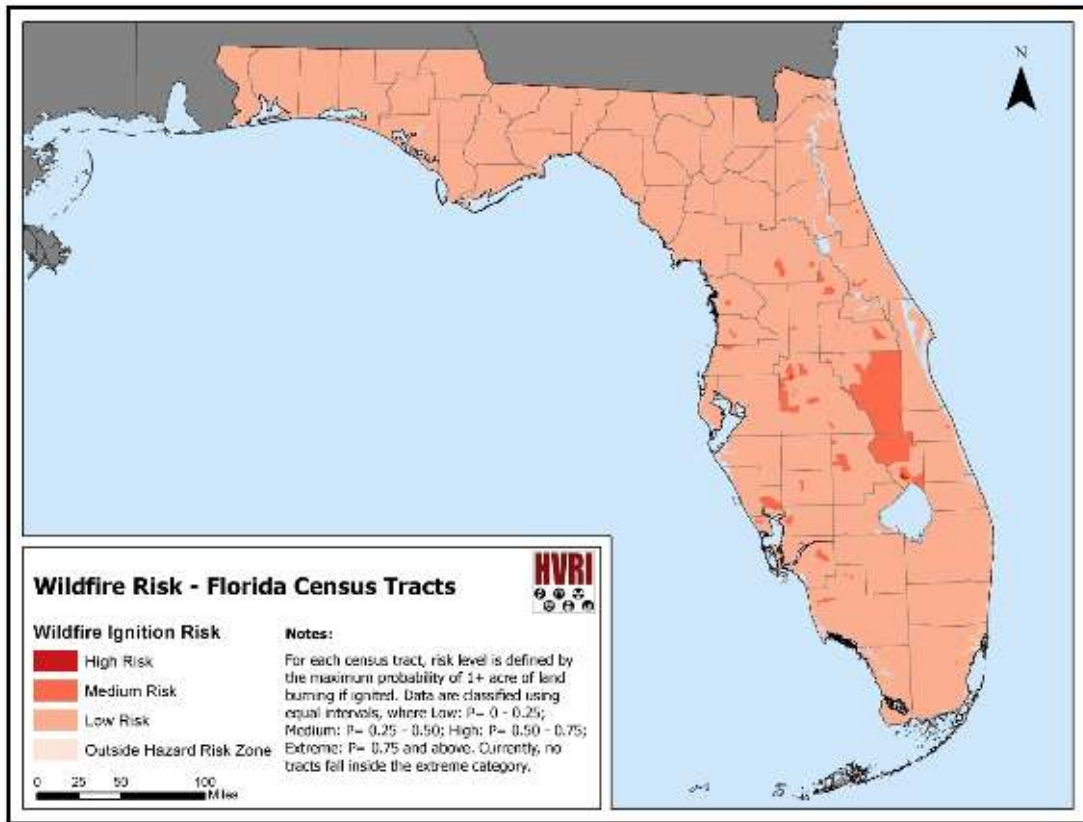 N
HVRI
Wildfire Risk - Florida Census Tracts
Wildfire Ignition Risk
High Risk
Medium Risk
Low Risk
Outside Hazard Risk Zone
0 25 50 100
Miles
Notes:
For each census tract, risk level is defined by
the maximum probability of 1+ acre of land
burning if ignited. Data are classified using
equal intervals, where Low: P= 0 - 0.25;
Medium: P= 0.25 - 0.50; High: P= 0.50 - 0.75;
Extreme: P= 0.75 and above. Currently, no
tracts fall inside the extreme category.